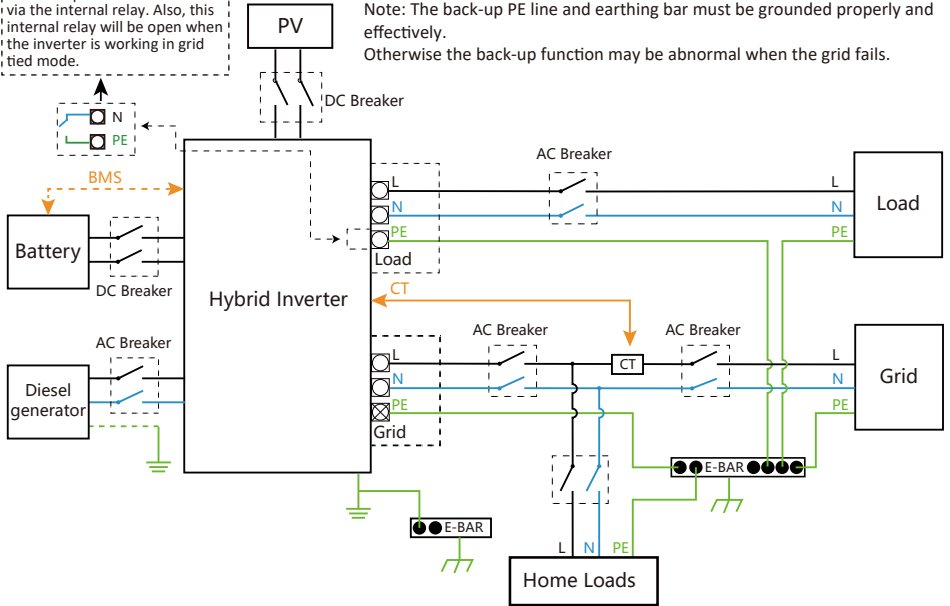 via the internal relay. Also, this
internal relay will be open when
the inverter is working in grid
tied mode.
Note: The back-up PE line and earthing bar must be grounded properly and
effectively.
Otherwise the back-up function may be abnormal when the grid fails.
PV
DC Breaker
N
PE
BMS
Battery
DC Breaker
Hybrid Inverter
L
N
PE
Load
AC Breaker
L
N
PE
Load
CT
AC Breaker
Diesel
generator
L
N
PE
Grid
AC Breaker
CT
AC Breaker
L
N
PE
Grid
E-BAR
E-BAR
L
N
PE
Home Loads